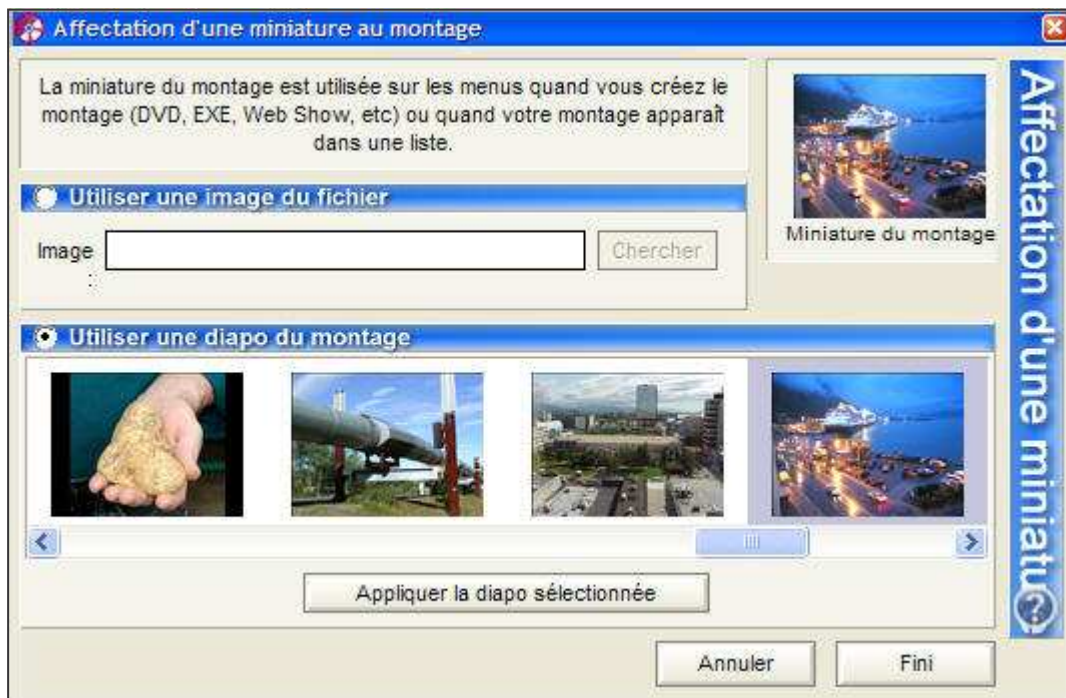 Affectation d'une miniature au montage
La miniature du montage est utilisée sur les menus quand vous créez le
montage (DVD, EXE, Web Show, etc) ou quand votre montage apparaît
dans une liste.
Miniature du montage
Utiliser une image du fichier
Image
:
Chercher
Utiliser une diapo du montage
Appliquer la diapo sélectionnée
Annuler
Fini
Affectation d'une miniatu
?